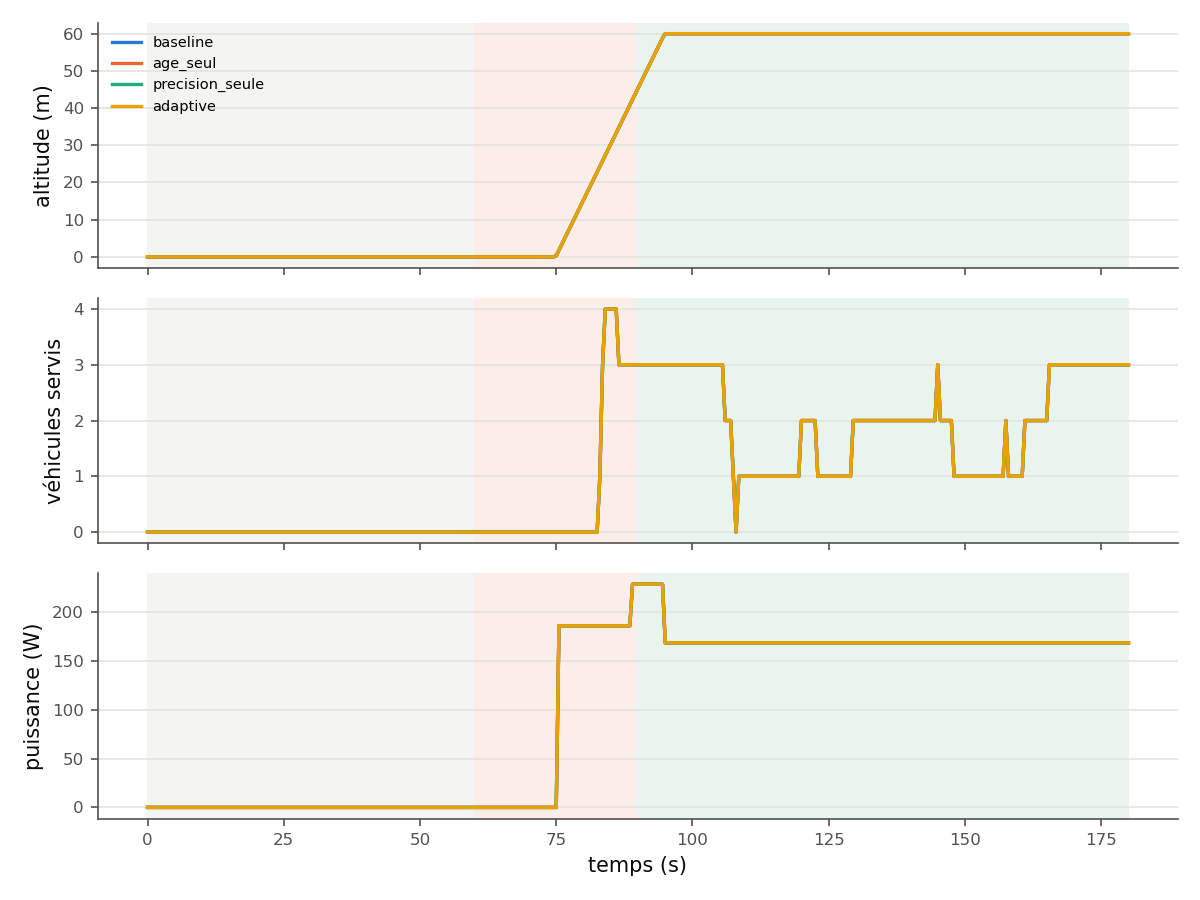 altitude (m)
60
50
40
30
20
10
0
baseline
age_seul
precision_seule
adaptive
véhicules servis
4
3
2
1
0
puissance (W)
200
150
100
50
0
0 25 50 75 100 125 150 175
temps (s)